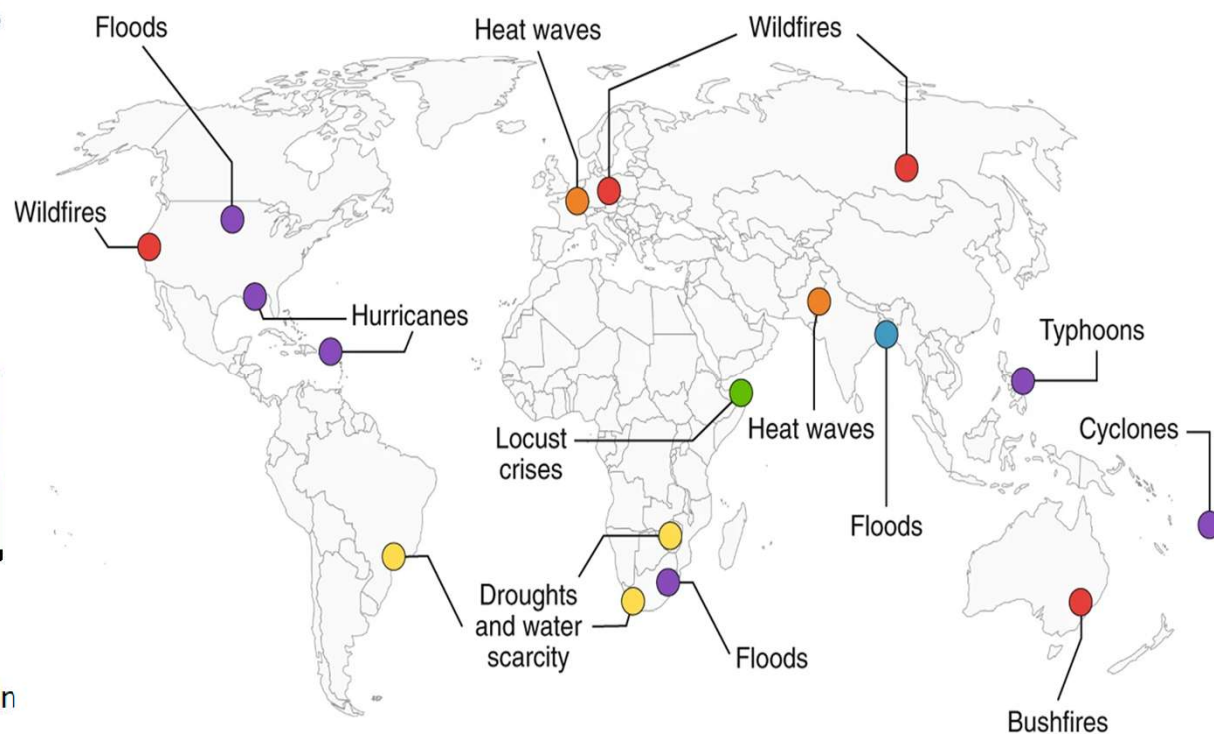 Floods
Heat waves
Wildfires
Wildfires
Hurricanes
Typhoons
Cyclones
Heat waves
Locust
crises
Floods
Droughts
and water
scarcity
Floods
n
Bushfires